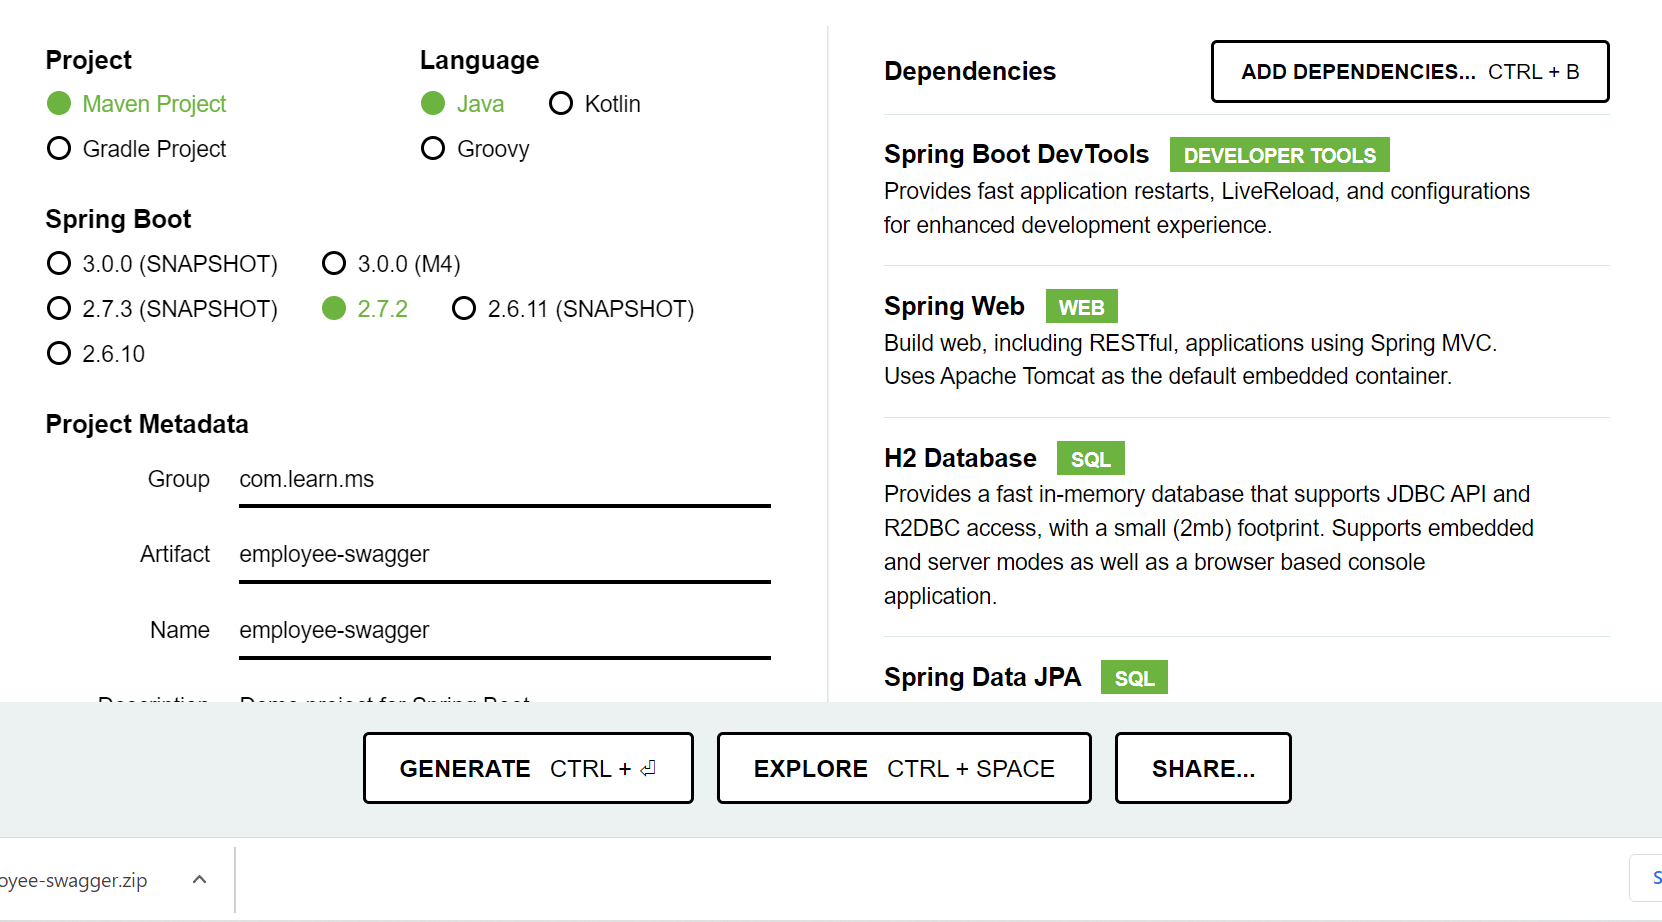 Project
Maven Project
Gradle Project
Language
Java Kotlin
Groovy
Spring Boot
3.0.0 (SNAPSHOT) 3.0.0 (M4)
2.7.3 (SNAPSHOT) 2.7.2 2.6.11 (SNAPSHOT)
2.6.10
Project Metadata
Group com.learn.ms
Artifact employee-swagger
Name employee-swagger
Description Demo project for Spring Boot
Dependencies
ADD DEPENDENCIES... CTRL + B
Spring Boot DevTools DEVELOPER TOOLS
Provides fast application restarts, LiveReload, and configurations
for enhanced development experience.
Spring Web WEB
Build web, including RESTful, applications using Spring MVC.
Uses Apache Tomcat as the default embedded container.
H2 Database SQL
Provides a fast in-memory database that supports JDBC API and
R2DBC access, with a small (2mb) footprint. Supports embedded
and server modes as well as a browser based console
application.
Spring Data JPA SQL
GENERATE CTRL + ⏎
EXPLORE CTRL + SPACE
SHARE...
oyee-swagger.zip
S